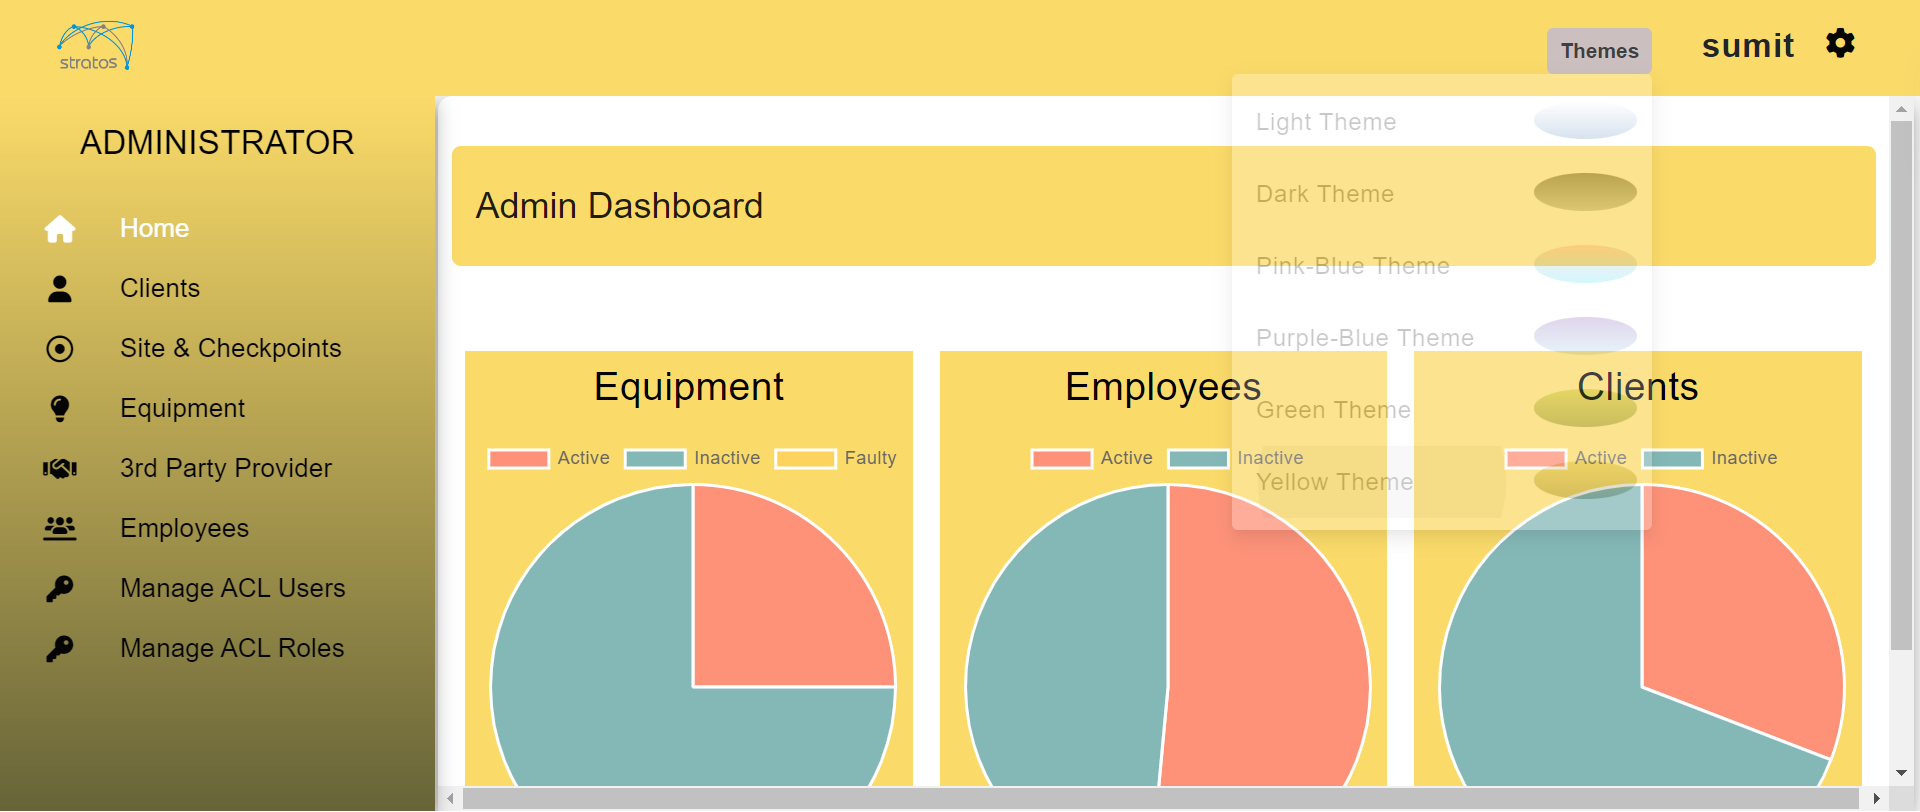 stratos
Themes
sumit
ADMINISTRATOR
Home
Clients
Site & Checkpoints
Equipment
3rd Party Provider
Employees
Manage ACL Users
Manage ACL Roles
Light Theme
Dark Theme
Pink-Blue Theme
Purple-Blue Theme
Green Theme
Yellow Theme
Admin Dashboard
Equipment
Active Inactive Faulty
Employees
Active Inactive
Clients
Active Inactive